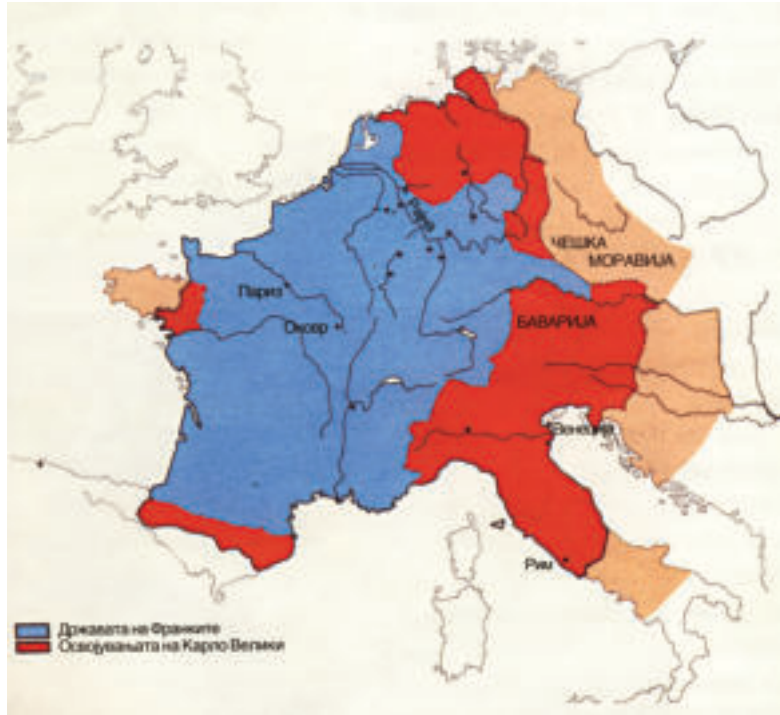 ЧЕШКА
МОРАВИЈА
Париз
Оксер
БАВАРИЈА
Венеција
Рим
Државата на Франките
Освојувањата на Карло Велики